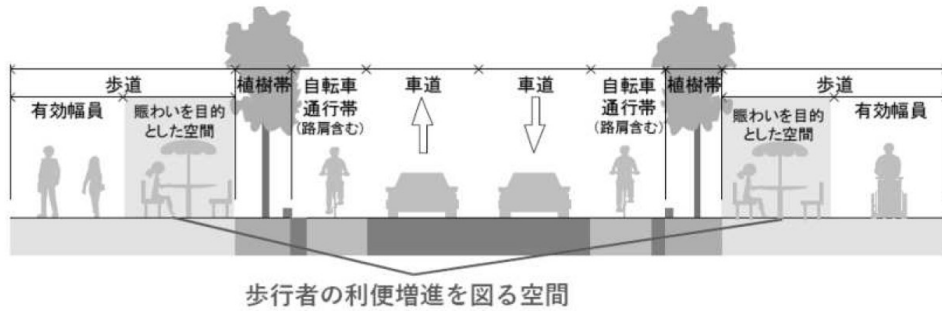 歩道
植樹帯
自転車
通行帯
(路肩含む)
車道
車道
自転車
通行帯
(路肩含む)
植樹帯
歩道
有効幅員
賑わいを目的
とした空間
賑わいを目的
とした空間
有効幅員
歩行者の利便増進を図る空間